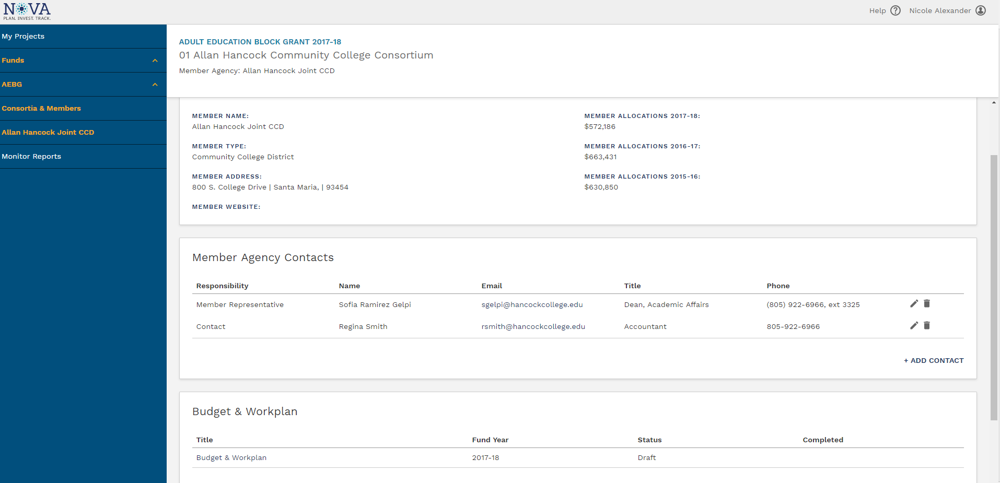 NOVA
PLAN. INVEST. TRACK.
Help ? Nicole Alexander
My Projects
Funds
AEBG
Consortia & Members
Allan Hancock Joint CCD
Monitor Reports
ADULT EDUCATION BLOCK GRANT 2017-18
01 Allan Hancock Community College Consortium
Member Agency: Allan Hancock Joint CCD
MEMBER NAME:
Allan Hancock Joint CCD
MEMBER TYPE:
Community College District
MEMBER ADDRESS:
800 S. College Drive | Santa Maria, | 93454
MEMBER WEBSITE:
MEMBER ALLOCATIONS 2017-18:
$572,186
MEMBER ALLOCATIONS 2016-17:
$663,431
MEMBER ALLOCATIONS 2015-16:
$630,850
Member Agency Contacts
Responsibility Name Email Title Phone
Member Representative Sofia Ramirez Gelpi sgelpi@hancockcollege.edu Dean, Academic Affairs (805) 922-6966, ext 3325
Contact Regina Smith rsmith@hancockcollege.edu Accountant 805-922-6966
+ ADD CONTACT
Budget & Workplan
Title Fund Year Status Completed
Budget & Workplan 2017-18 Draft